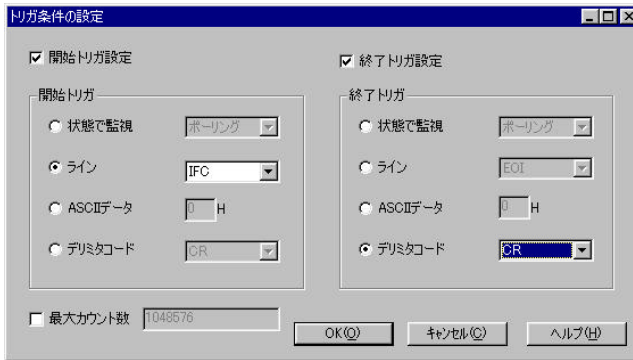 トリガ条件の設定
開始トリガ設定
終了トリガ設定
開始トリガ
状態で監視 ポーリング
ライン IFC
ASCIIデータ 0 H
デリミタコード CR
終了トリガ
状態で監視 ポーリング
ライン EOI
ASCIIデータ 0 H
デリミタコード CR
最大カウント数 1048576
OK(O) キャンセル(C) ヘルプ(H)